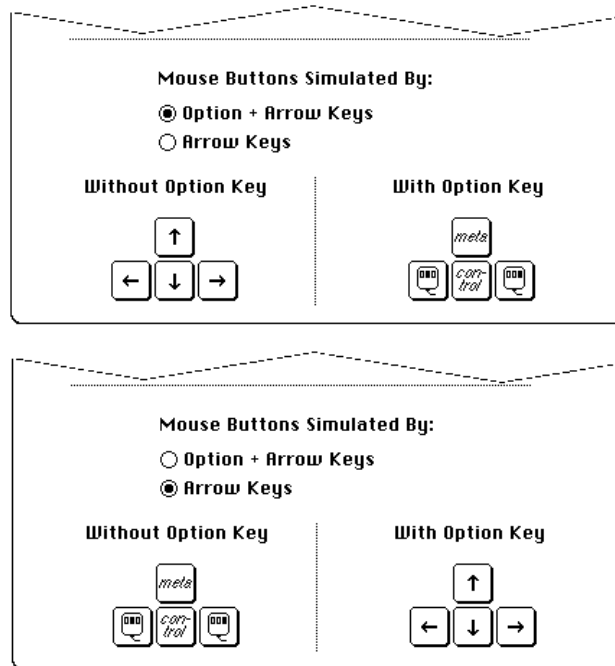 Mouse Buttons Simulated By:
Option + Arrow Keys
Arrow Keys
Without Option Key With Option Key
↑ meta
← ↓ → con-
trol
Mouse Buttons Simulated By:
Option + Arrow Keys
Arrow Keys
Without Option Key With Option Key
meta ↑
con-
trol ← ↓ →